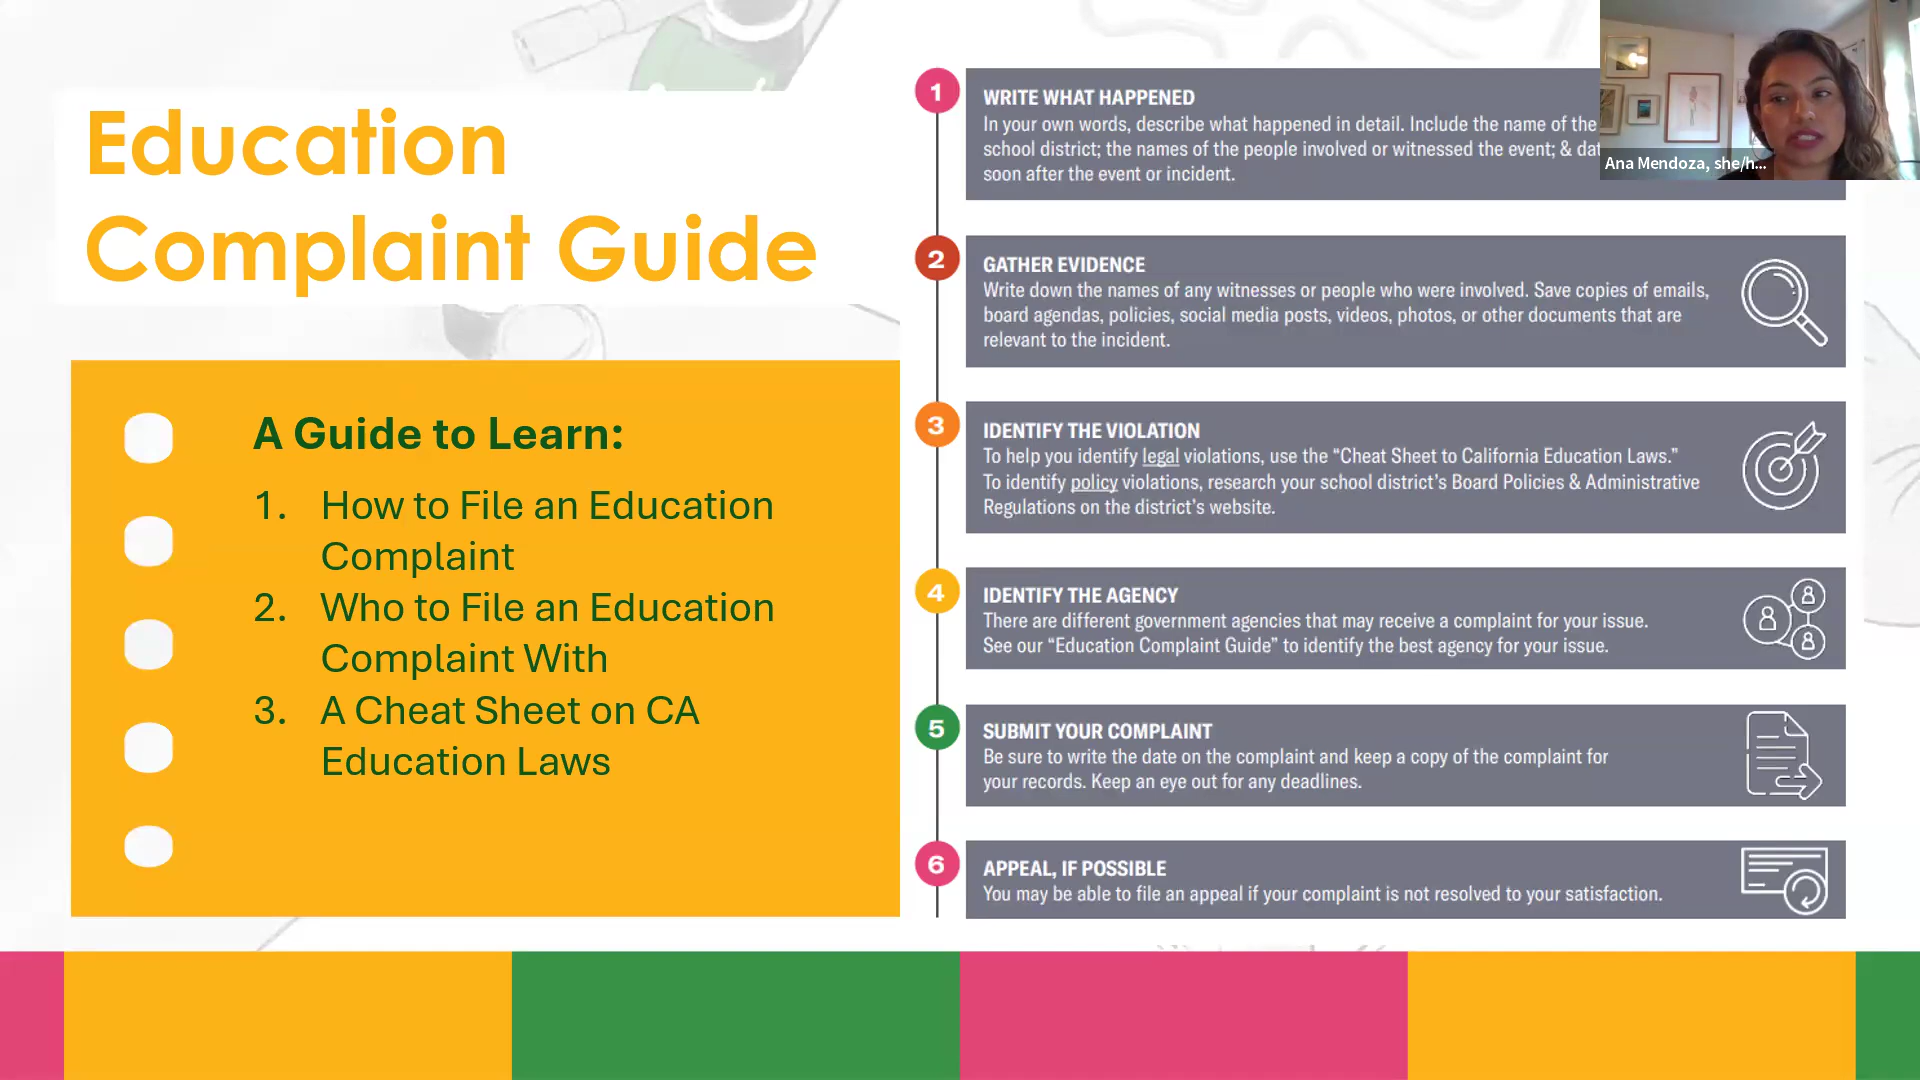 Education
Complaint Guide
A Guide to Learn:
1. How to File an Education
Complaint
2. Who to File an Education
Complaint With
3. A Cheat Sheet on CA
Education Laws
1
WRITE WHAT HAPPENED
In your own words, describe what happened in detail. Include the name of the
school district; the names of the people involved or witnessed the event; &
soon after the event or incident.
2
GATHER EVIDENCE
Write down the names of any witnesses or people who were involved. Save copies of emails,
board agendas, policies, social media posts, videos, photos, or other documents that are
relevant to the incident.
3
IDENTIFY THE VIOLATION
To help you identify legal violations, use the “Cheat Sheet to California Education Laws.”
To identify policy violations, research your school district’s Board Policies & Administrative
Regulations on the district’s website.
4
IDENTIFY THE AGENCY
There are different government agencies that may receive a complaint for your issue.
See our “Education Complaint Guide” to identify the best agency for your issue.
5
SUBMIT YOUR COMPLAINT
Be sure to write the date on the complaint and keep a copy of the complaint for
your records. Keep an eye out for any deadlines.
6
APPEAL, IF POSSIBLE
You may be able to file an appeal if your complaint is not resolved to your satisfaction.
Ana Mendoza, she/h...